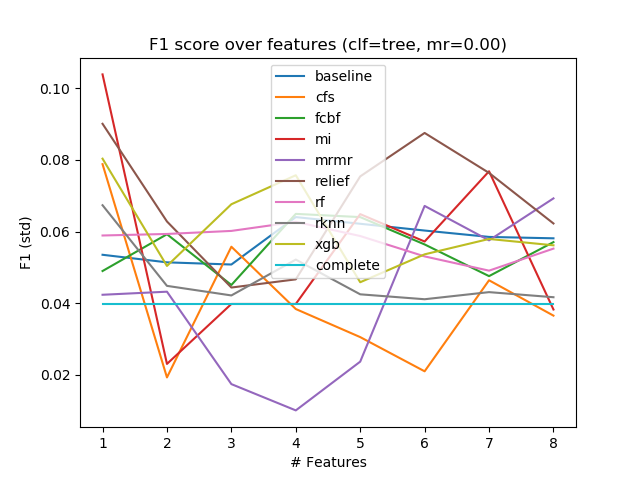 F1 score over features (clf=tree, mr=0.00)
F1 (std)
0.10
0.08
0.06
0.04
0.02
baseline
cfs
fcbf
mi
mrmr
relief
rf
rknn
xgb
complete
1 2 3 4 5 6 7 8
# Features